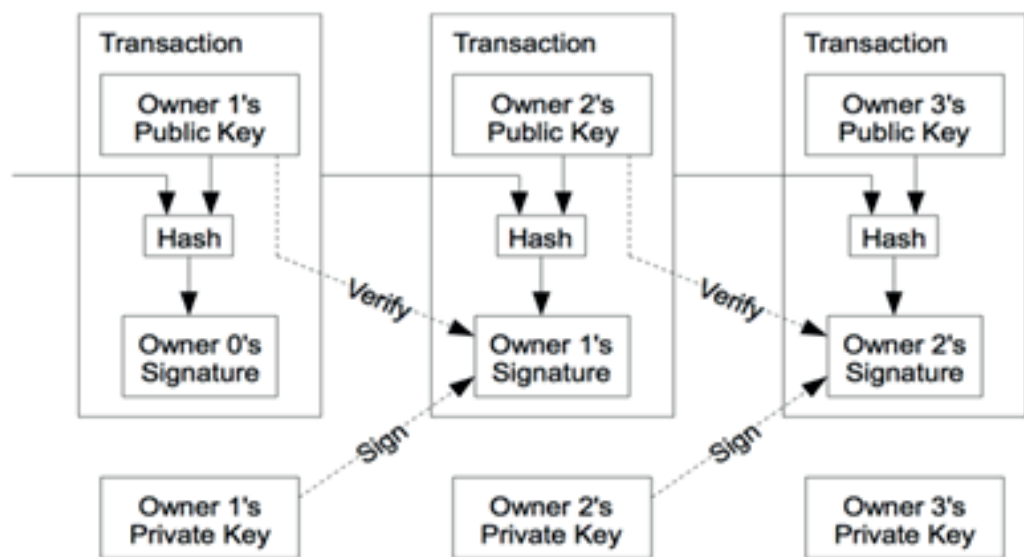 Transaction
Owner 1's
Public Key
Hash
Owner 0's
Signature
Transaction
Owner 2's
Public Key
Hash
Verify
Owner 1's
Signature
Transaction
Owner 3's
Public Key
Hash
Verify
Owner 2's
Signature
Sign
Sign
Owner 1's
Private Key
Owner 2's
Private Key
Owner 3's
Private Key